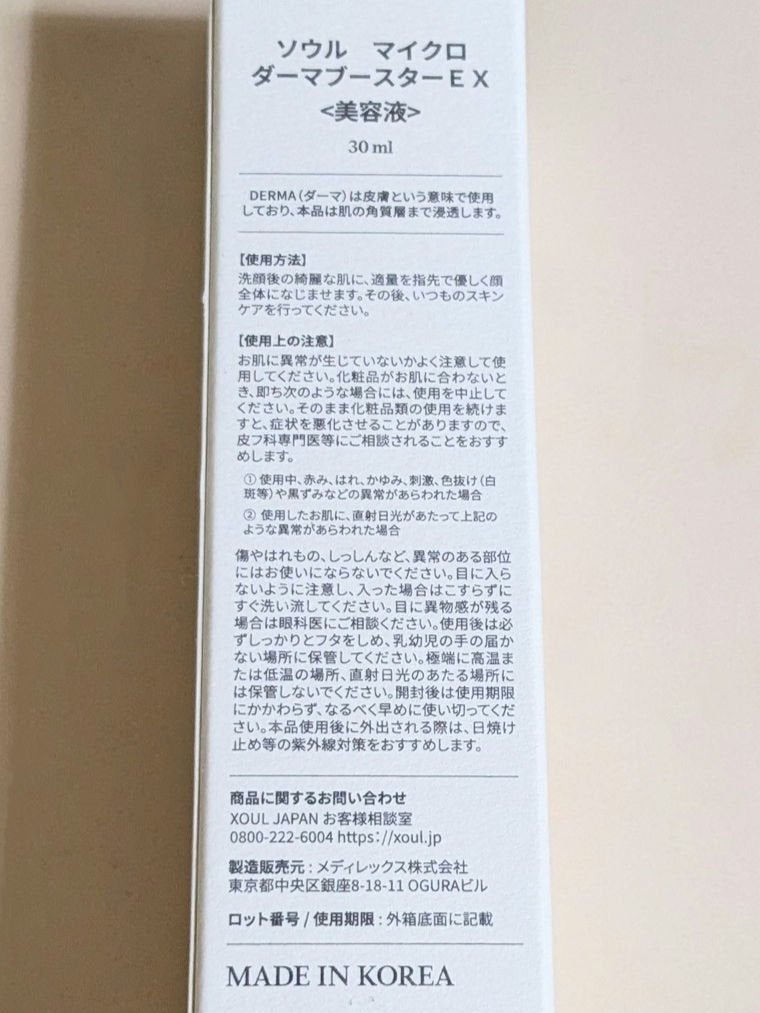 ソウル　マイクロ
ダーマブースターＥＸ
<美容液>
30 ml
DERMA（ダーマ）は皮膚という意味で使用
しており、本品は肌の角質層まで浸透します。
【使用方法】
洗顔後の綺麗な肌に、適量を指先で優しく顔
全体になじませます。その後、いつものスキン
ケアを行ってください。
【使用上の注意】
お肌に異常が生じていないかよく注意して使
用してください。化粧品がお肌に合わないと
き、即ち次のような場合には、使用を中止して
ください。そのまま化粧品類の使用を続けま
すと、症状を悪化させることがありますので、
皮フ科専門医等にご相談されることをおすす
めします。
① 使用中、赤み、はれ、かゆみ、刺激、色抜け（白
斑等）や黒ずみなどの異常があらわれた場合
② 使用したお肌に、直射日光があたって上記の
ような異常があらわれた場合
傷やはれもの、しっしんなど、異常のある部位
にはお使いにならないでください。目に入ら
ないように注意し、入った場合はこすらずに
すぐ洗い流してください。目に異物感が残る
場合は眼科医にご相談ください。使用後は必
ずしっかりとフタをしめ、乳幼児の手の届か
ない場所に保管してください。極端に高温ま
たは低温の場所、直射日光のあたる場所に
は保管しないでください。開封後は使用期限
にかかわらず、なるべく早めに使い切ってくだ
さい。本品使用後に外出される際は、日焼け
止め等の紫外線対策をおすすめします。
商品に関するお問い合わせ
XOUL JAPAN お客様相談室
0800-222-6004 https://xoul.jp
製造販売元 : メディレックス株式会社
東京都中央区銀座8-18-11 OGURAビル
ロット番号 / 使用期限 : 外箱底面に記載
MADE IN KOREA